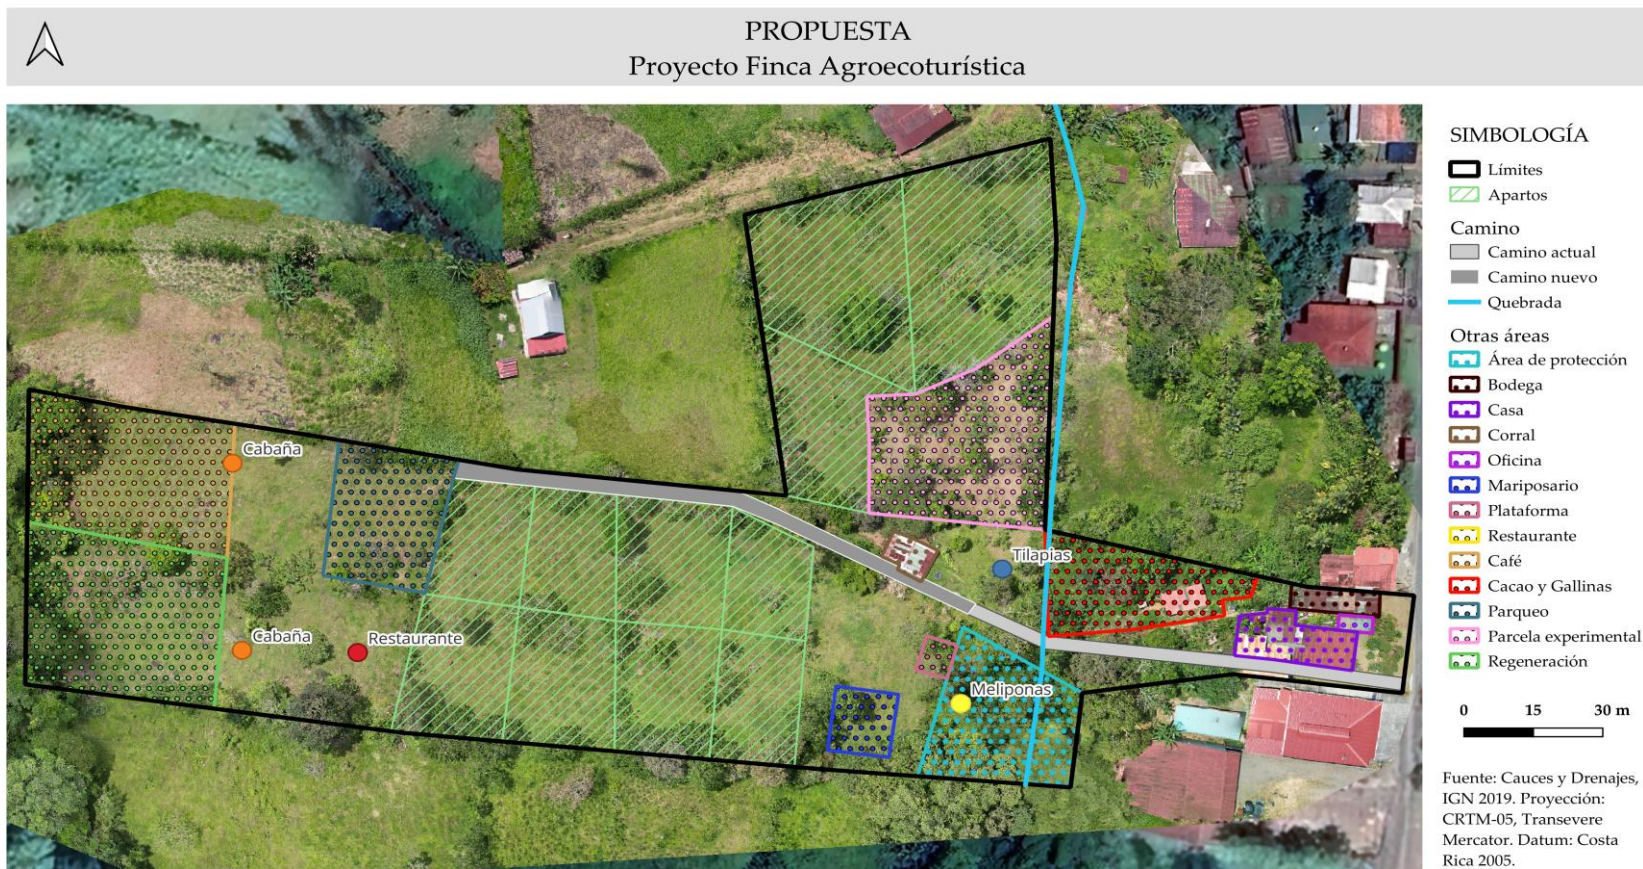 PROPUESTA
Proyecto Finca Agroecoturística
Cabaña
Cabaña
Restaurante
Tilapias
Meliponas
SIMBOLOGÍA
Límites
Apartos
Camino
Camino actual
Camino nuevo
Quebrada
Otras áreas
Área de protección
Bodega
Casa
Corral
Oficina
Mariposario
Plataforma
Restaurante
Café
Cacao y Gallinas
Parqueo
Parcela experimental
Regeneración
0 15 30 m
Fuente: Cauces y Drenajes,
IGN 2019. Proyección:
CRTM-05, Transevere
Mercator. Datum: Costa
Rica 2005.